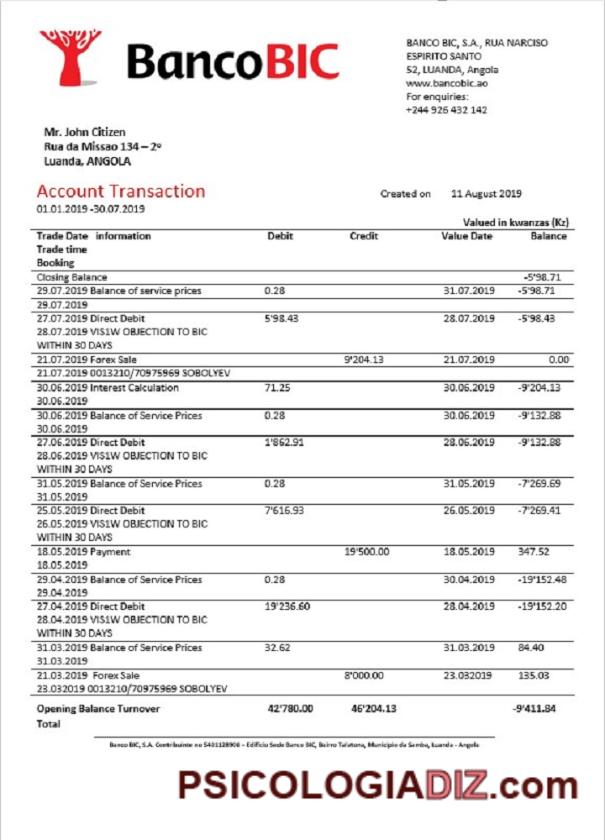 BancoBIC
BANCO BIC, S.A., RUA NARCISO
ESPIRITO SANTO
52, LUANDA, Angola
www.bancobic.ao
For enquiries:
+244 926 432 142
Mr. John Citizen
Rua da Missao 134 – 2º
Luanda, ANGOLA
Account Transaction
Created on 11 August 2019
01.01.2019 -30.07.2019
Valued in kwanzas (Kz)
Trade Date information Debit Credit Value Date Balance
Trade time
Booking
Closing Balance -5'98.71
29.07.2019 Balance of service prices 0.28 31.07.2019 -5'98.71
29.07.2019
27.07.2019 Direct Debit 5'98.43 28.07.2019 -5'98.43
28.07.2019 VIS1W OBJECTION TO BIC
WITHIN 30 DAYS
21.07.2019 Forex Sale 9'204.13 21.07.2019 0.00
21.07.2019 0013210/70975969 SOBOLYEV
30.06.2019 Interest Calculation 71.25 30.06.2019 -9'204.13
30.06.2019
30.06.2019 Balance of Service Prices 0.28 30.06.2019 -9'132.88
30.06.2019
27.06.2019 Direct Debit 1'862.91 28.06.2019 -9'132.88
28.06.2019 VIS1W OBJECTION TO BIC
WITHIN 30 DAYS
31.05.2019 Balance of Service Prices 0.28 31.05.2019 -7'269.69
31.05.2019
25.05.2019 Direct Debit 7'616.93 26.05.2019 -7'269.41
26.05.2019 VIS1W OBJECTION TO BIC
WITHIN 30 DAYS
18.05.2019 Payment 19'500.00 18.05.2019 347.52
18.05.2019
29.04.2019 Balance of Service Prices 0.28 30.04.2019 -19'152.48
29.04.2019
27.04.2019 Direct Debit 19'236.60 28.04.2019 -19'152.20
28.04.2019 VIS1W OBJECTION TO BIC
WITHIN 30 DAYS
31.03.2019 Balance of Service Prices 32.62 31.03.2019 84.40
31.03.2019
21.03.2019 Forex Sale 8'000.00 23.032019 135.03
23.032019 0013210/70975969 SOBOLYEV
Opening Balance Turnover 42'780.00 46'204.13 -9'411.84
Total
Banco BIC, S.A. Contribuinte no 5401128906 – Edifício Sede Banco BIC, Bairro Talatona, Município da Samba, Luanda - Angola
PSICOLOGIADIZ.com